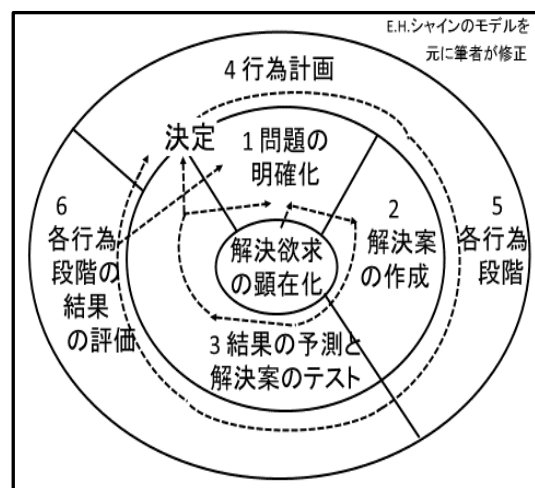 E.H.シャインのモデルを
元に筆者が修正
4 行為計画
決定
1 問題の
明確化
2
解決案
の作成
5
各行為
段階
6
各行為
段階の
結果
の評価
解決欲求
の顕在化
3 結果の予測と
解決案のテスト